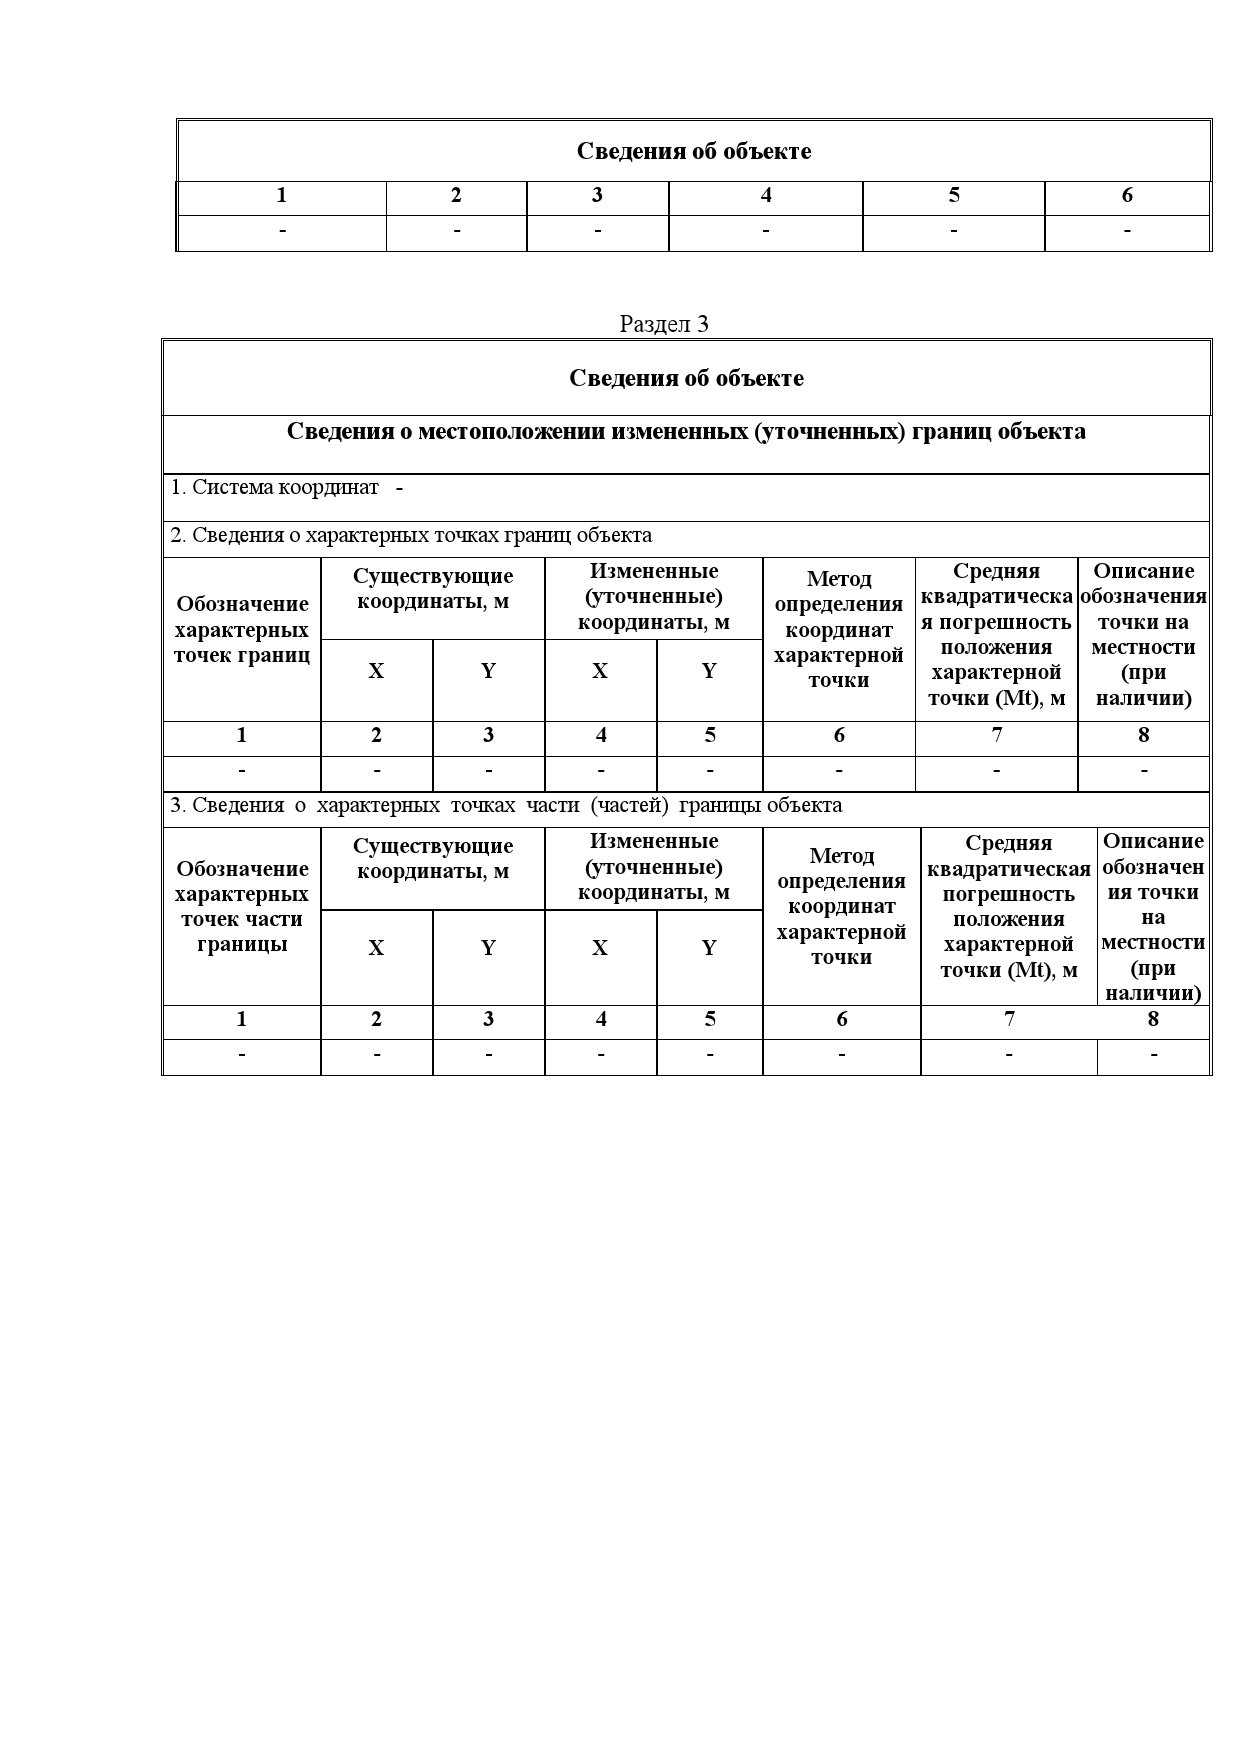 Сведения об объекте
1 2 3 4 5 6
- - - - - -
Раздел 3
Сведения об объекте
Сведения о местоположении измененных (уточненных) границ объекта
1. Система координат -
2. Сведения о характерных точках границ объекта
Обозначение
характерных
точек границ
Существующие
координаты, м
Измененные
(уточненные)
координаты, м
Метод
определения
координат
характерной
точки
Средняя
квадратическа
я погрешность
положения
характерной
точки (Mt), м
Описание
обозначения
точки на
местности
(при
наличии)
X Y X Y
1 2 3 4 5 6 7 8
- - - - - - - -
3. Сведения о характерных точках части (частей) границы объекта
Обозначение
характерных
точек части
границы
Существующие
координаты, м
Измененные
(уточненные)
координаты, м
Метод
определения
координат
характерной
точки
Средняя
квадратическая
погрешность
положения
характерной
точки (Mt), м
Описание
обозначен
ия точки
на
местности
(при
наличии)
X Y X Y
1 2 3 4 5 6 7 8
- - - - - - - -